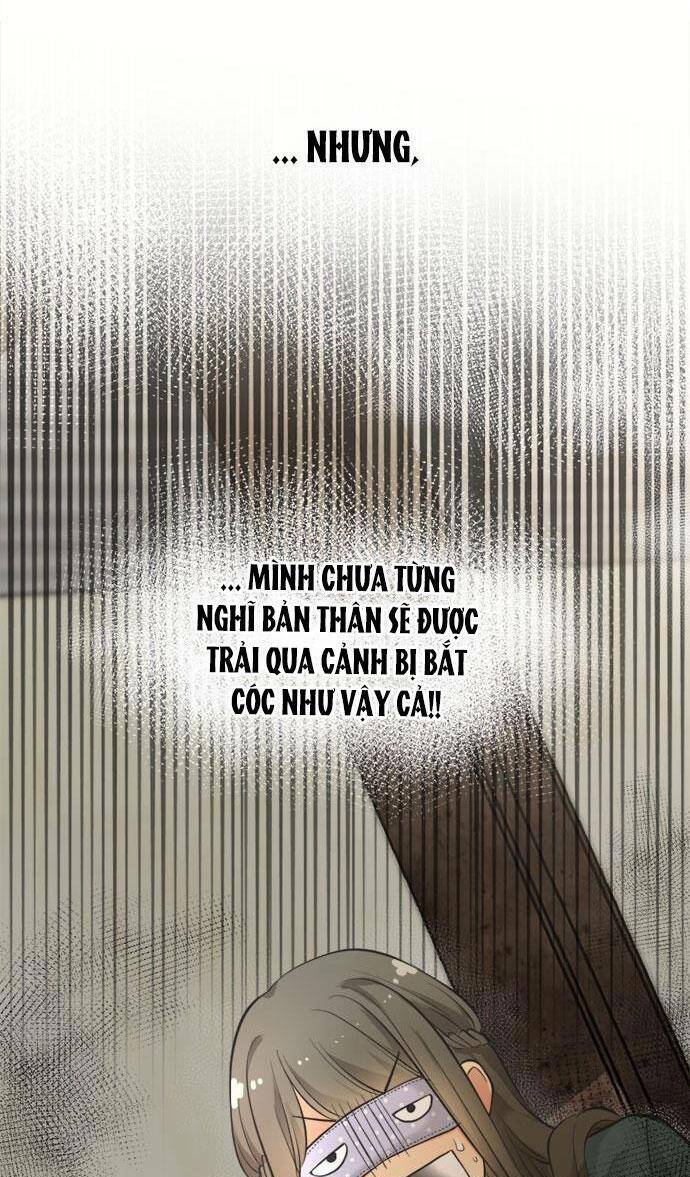 ... NHƯNG,
... MÌNH CHƯA TỪNG
NGHĨ BẢN THÂN SẼ ĐƯỢC
TRẢI QUA CẢNH BỊ BẮT
CÓC NHƯ VẬY CẢ!!